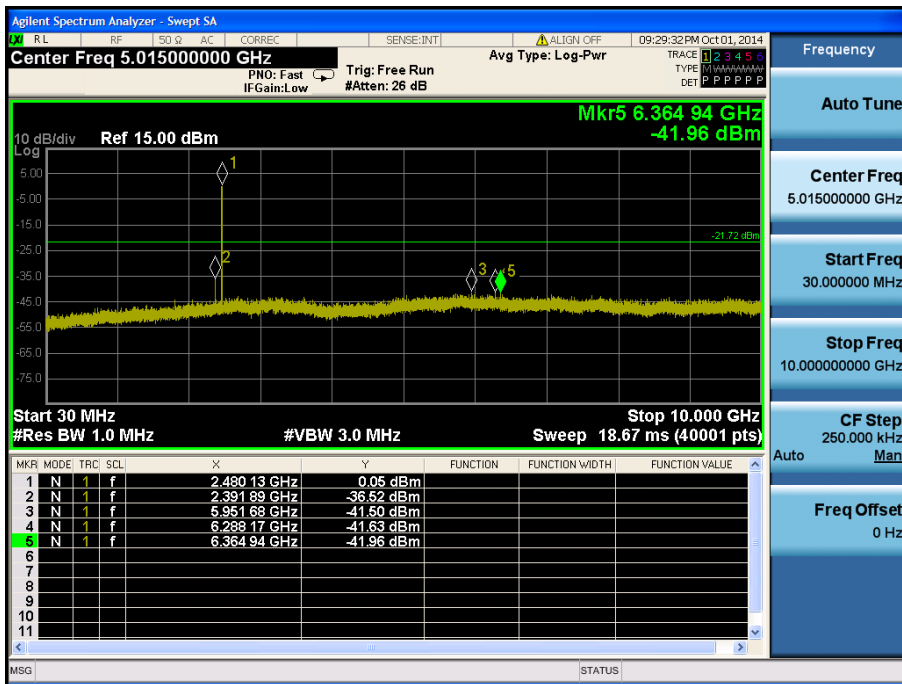 Agilent Spectrum Analyzer - Swept SA
LXI RL RF 50 Ω AC CORREC SENSE:INT ALIGN OFF 09:29:32 PM Oct 01, 2014
Center Freq 5.015000000 GHz
PNO: Fast
IFGain:Low
Trig: Free Run
#Atten: 26 dB
Avg Type: Log-Pwr
TRACE 1 2 3 4 5 6
TYPE M WWWWW
DET P P P P P P
Mkr5 6.364 94 GHz
-41.96 dBm
10 dB/div Ref 15.00 dBm
Log
5.00
-5.00
-15.0
-25.0
-35.0
-45.0
-55.0
-65.0
-75.0
1
2
3
5
-21.72 dBm
Start 30 MHz Stop 10.000 GHz
#Res BW 1.0 MHz #VBW 3.0 MHz Sweep 18.67 ms (40001 pts)
MKR MODE TRC SCL X Y FUNCTION FUNCTION WIDTH FUNCTION VALUE
1 N 1 f 2.480 13 GHz 0.05 dBm
2 N 1 f 2.391 89 GHz -36.52 dBm
3 N 1 f 5.951 68 GHz -41.50 dBm
4 N 1 f 6.288 17 GHz -41.63 dBm
5 N 1 f 6.364 94 GHz -41.96 dBm
6
7
8
9
10
11
MSG STATUS
Frequency
Auto Tune
Center Freq
5.015000000 GHz
Start Freq
30.000000 MHz
Stop Freq
10.000000000 GHz
CF Step
250.000 kHz
Auto Man
Freq Offset
0 Hz